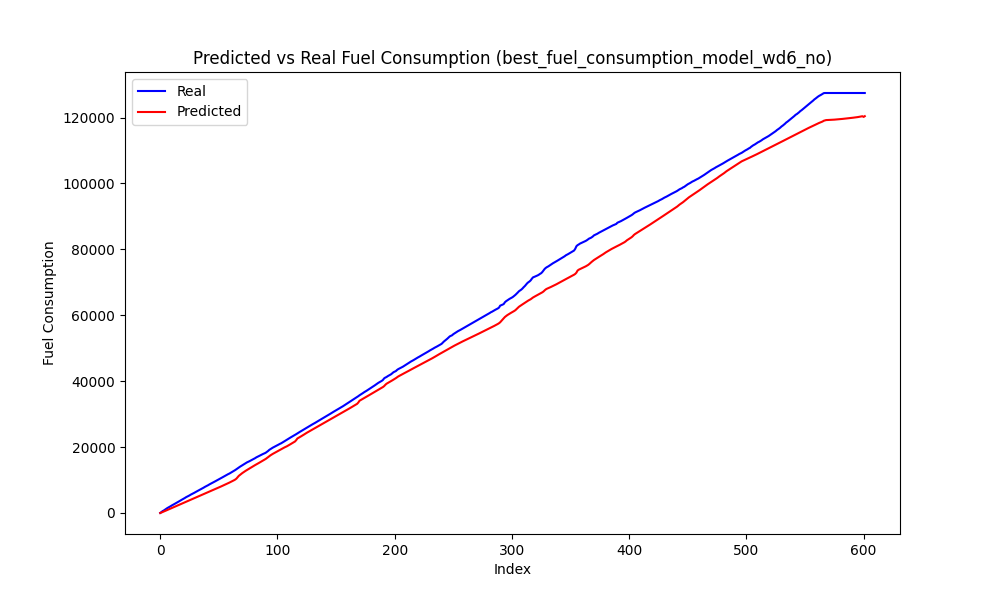 Predicted vs Real Fuel Consumption (best_fuel_consumption_model_wd6_no)
Real
Predicted
120000
100000
80000
60000
40000
20000
0
Fuel Consumption
0 100 200 300 400 500 600
Index